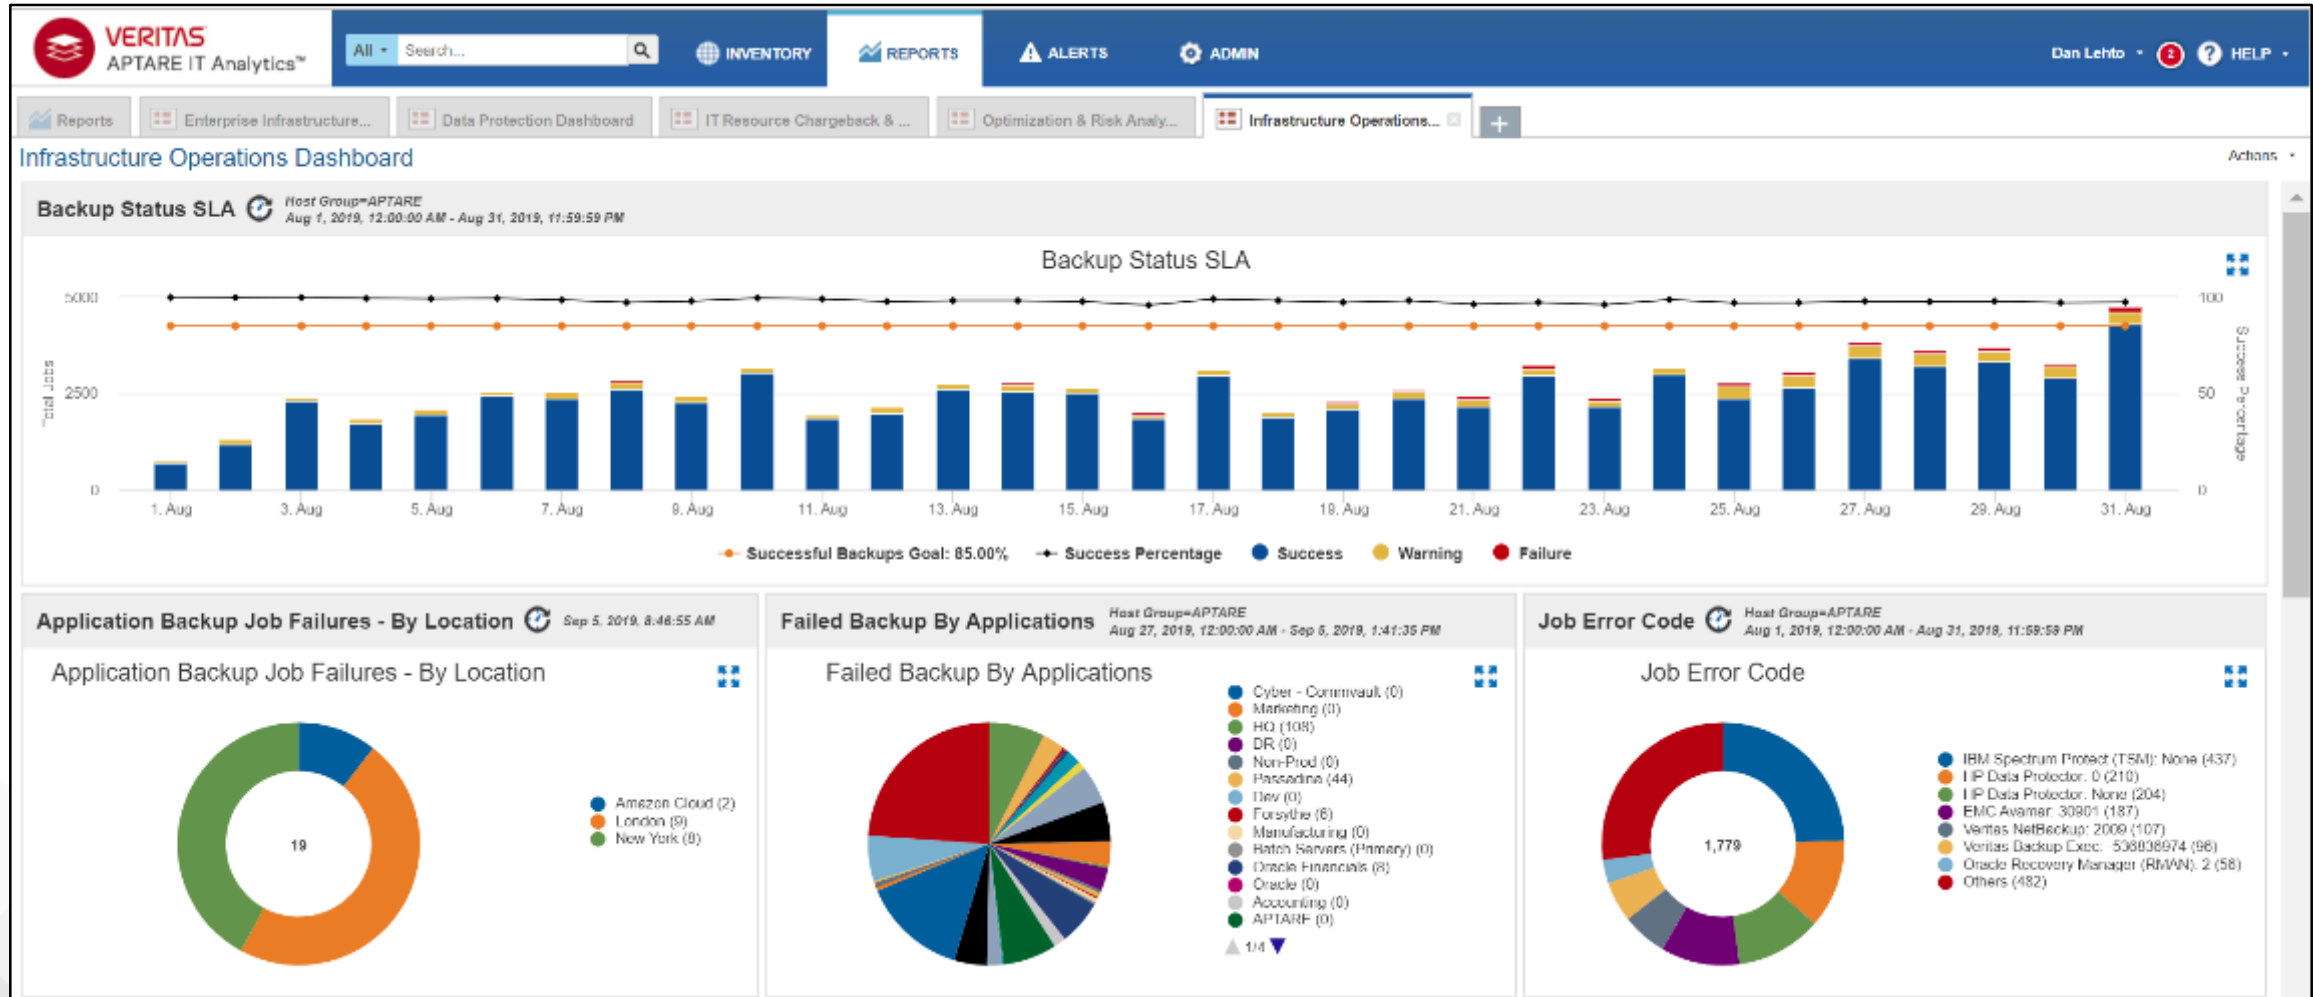 VERITAS
APTARE IT Analytics™
All Search...
INVENTORY
REPORTS
ALERTS
ADMIN
Dan Lehto 2 ? HELP
Reports
Enterprise Infrastructure...
Data Protection Dashboard
IT Resource Chargeback & ...
Optimization & Risk Analy...
Infrastructure Operations...
+
Infrastructure Operations Dashboard
Actions
Backup Status SLA
Host Group=APTARE
Aug 1, 2019, 12:00:00 AM - Aug 31, 2019, 11:59:59 PM
Backup Status SLA
5000
2500
0
Total Jobs
100
50
0
Success Percentage
1. Aug 3. Aug 5. Aug 7. Aug 9. Aug 11. Aug 13. Aug 15. Aug 17. Aug 19. Aug 21. Aug 23. Aug 25. Aug 27. Aug 29. Aug 31. Aug
Successful Backups Goal: 85.00% Success Percentage Success Warning Failure
Application Backup Job Failures - By Location
Sep 5, 2019, 8:46:55 AM
Application Backup Job Failures - By Location
19
Amazon Cloud (2)
London (9)
New York (8)
Failed Backup By Applications
Host Group=APTARE
Aug 27, 2019, 12:00:00 AM - Sep 5, 2019, 1:41:35 PM
Failed Backup By Applications
Cyber - Commvault (0)
Marketing (0)
HQ (108)
DR (0)
Non-Prod (0)
Passadina (44)
Dev (0)
Forsythe (6)
Manufacturing (0)
Batch Servers (Primary) (0)
Oracle Financials (8)
Oracle (0)
Accounting (0)
APTARE (0)
1/4
Job Error Code
Host Group=APTARE
Aug 1, 2019, 12:00:00 AM - Aug 31, 2019, 11:59:59 PM
Job Error Code
1,779
IBM Spectrum Protect (TSM): None (437)
HP Data Protector: 0 (210)
HP Data Protector: None (204)
EMC Avamar: 30901 (187)
Veritas NetBackup: 2009 (107)
Veritas Backup Exec: -536836974 (96)
Oracle Recovery Manager (RMAN): 2 (56)
Others (482)